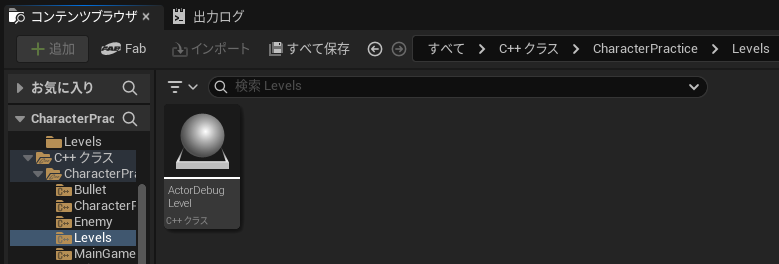 コンテンツブラウザ
出力ログ
追加
Fab
インポート
すべて保存
すべて
C++ クラス
CharacterPractice
Levels
お気に入り
検索 Levels
CharacterPrac
Levels
C++ クラス
CharacterPra
Bullet
CharacterP
Enemy
Levels
MainGame
ActorDebug
Level
C++ クラス